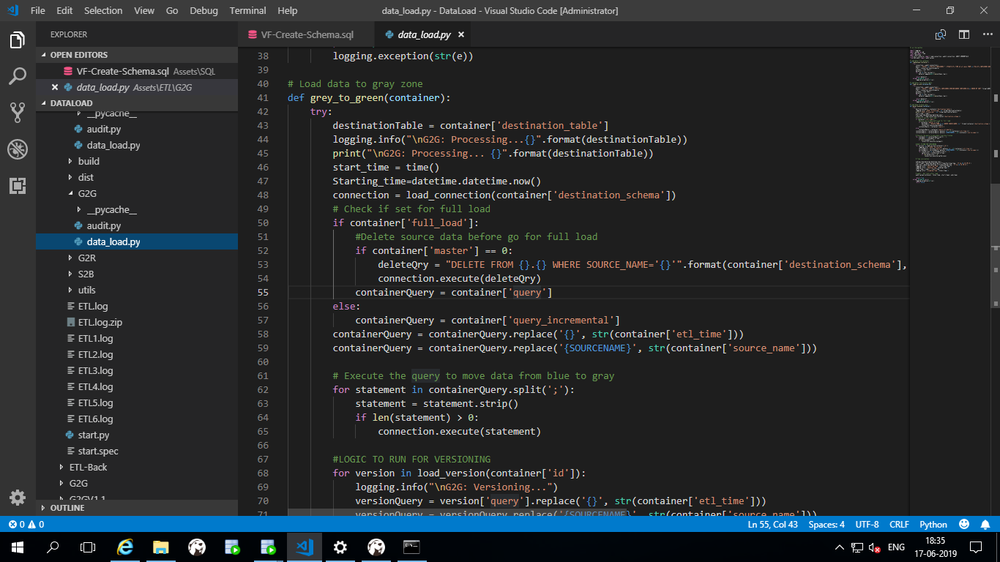 File Edit Selection View Go Debug Terminal Help
data_load.py - DataLoad - Visual Studio Code [Administrator]
EXPLORER
OPEN EDITORS
VF-Create-Schema.sql Assets\SQL
data_load.py Assets\ETL\G2G
DATALOAD
__pycache__
audit.py
data_load.py
build
dist
G2G
__pycache__
audit.py
data_load.py
G2R
S2B
utils
ETL.log
ETL.log.zip
ETL1.log
ETL2.log
ETL3.log
ETL4.log
ETL5.log
ETL6.log
start.py
start.spec
ETL-Back
G2G
G2GV1.1
OUTLINE
VF-Create-Schema.sql
data_load.py
38 logging.exception(str(e))
39
40 # Load data to gray zone
41 def grey_to_green(container):
42 try:
43 destinationTable = container['destination_table']
44 logging.info("\nG2G: Processing...{}".format(destinationTable))
45 print("\nG2G: Processing... {}".format(destinationTable))
46 start_time = time()
47 Starting_time=datetime.datetime.now()
48 connection = load_connection(container['destination_schema'])
49 # Check if set for full load
50 if container['full_load']:
51 #Delete source data before go for full load
52 if container['master'] == 0:
53 deleteQry = "DELETE FROM {}.{} WHERE SOURCE_NAME='{}'".format(container['destination_schema'],
54 connection.execute(deleteQry)
55 containerQuery = container['query']
56 else:
57 containerQuery = container['query_incremental']
58 containerQuery = containerQuery.replace('{}', str(container['etl_time']))
59 containerQuery = containerQuery.replace('{SOURCENAME}', str(container['source_name']))
60
61 # Execute the query to move data from blue to gray
62 for statement in containerQuery.split(';'):
63 statement = statement.strip()
64 if len(statement) > 0:
65 connection.execute(statement)
66
67 #LOGIC TO RUN FOR VERSIONING
68 for version in load_version(container['id']):
69 logging.info("\nG2G: Versioning...")
70 versionQuery = version['query'].replace('{}', str(container['etl_time']))
71 versionQuery = versionQuery.replace('{SOURCENAME}', str(container['source_name']))
0 0
Ln 55, Col 43 Spaces: 4 UTF-8 CRLF Python
ENG
18:35
17-06-2019